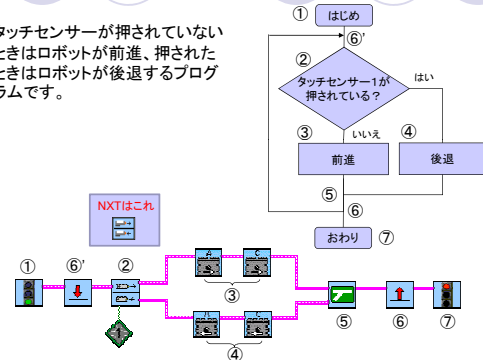 タッチセンサーが押されていない
ときはロボットが前進、押された
ときはロボットが後退するプログ
ラムです。
① はじめ
⑥'
②
タッチセンサー1が
押されている?
はい
③ いいえ ④
前進 後退
⑤
⑥
おわり ⑦
NXTはこれ
① ⑥' ② A C
③
1
A C
④
⑤ ⑥ ⑦